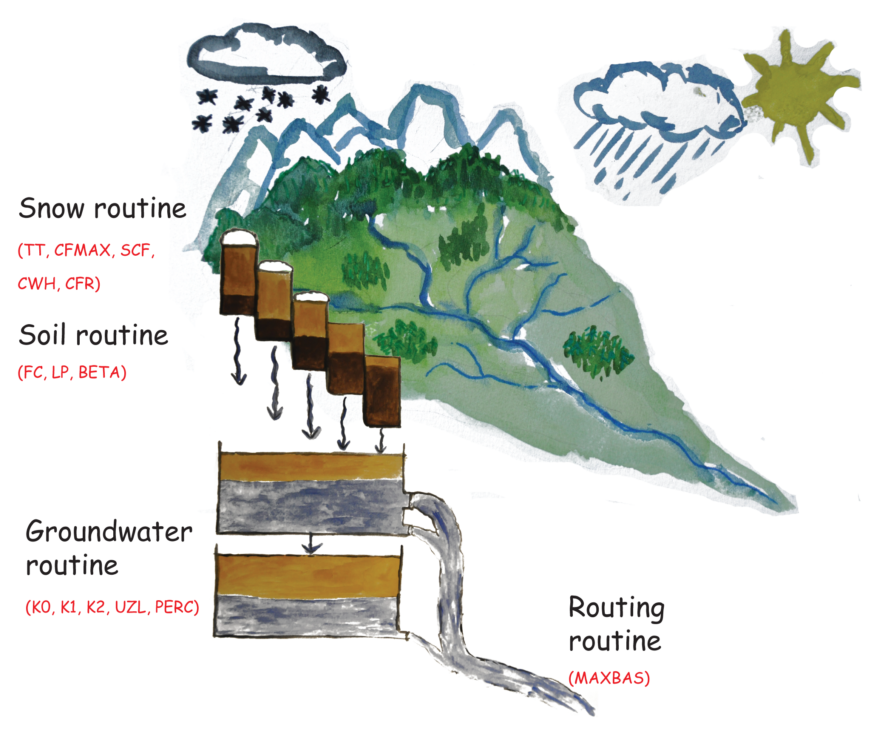 Snow routine
(TT, CFMAX, SCF,
CWH, CFR)
Soil routine
(FC, LP, BETA)
Groundwater
routine
(K0, K1, K2, UZL, PERC)
Routing
routine
(MAXBAS)